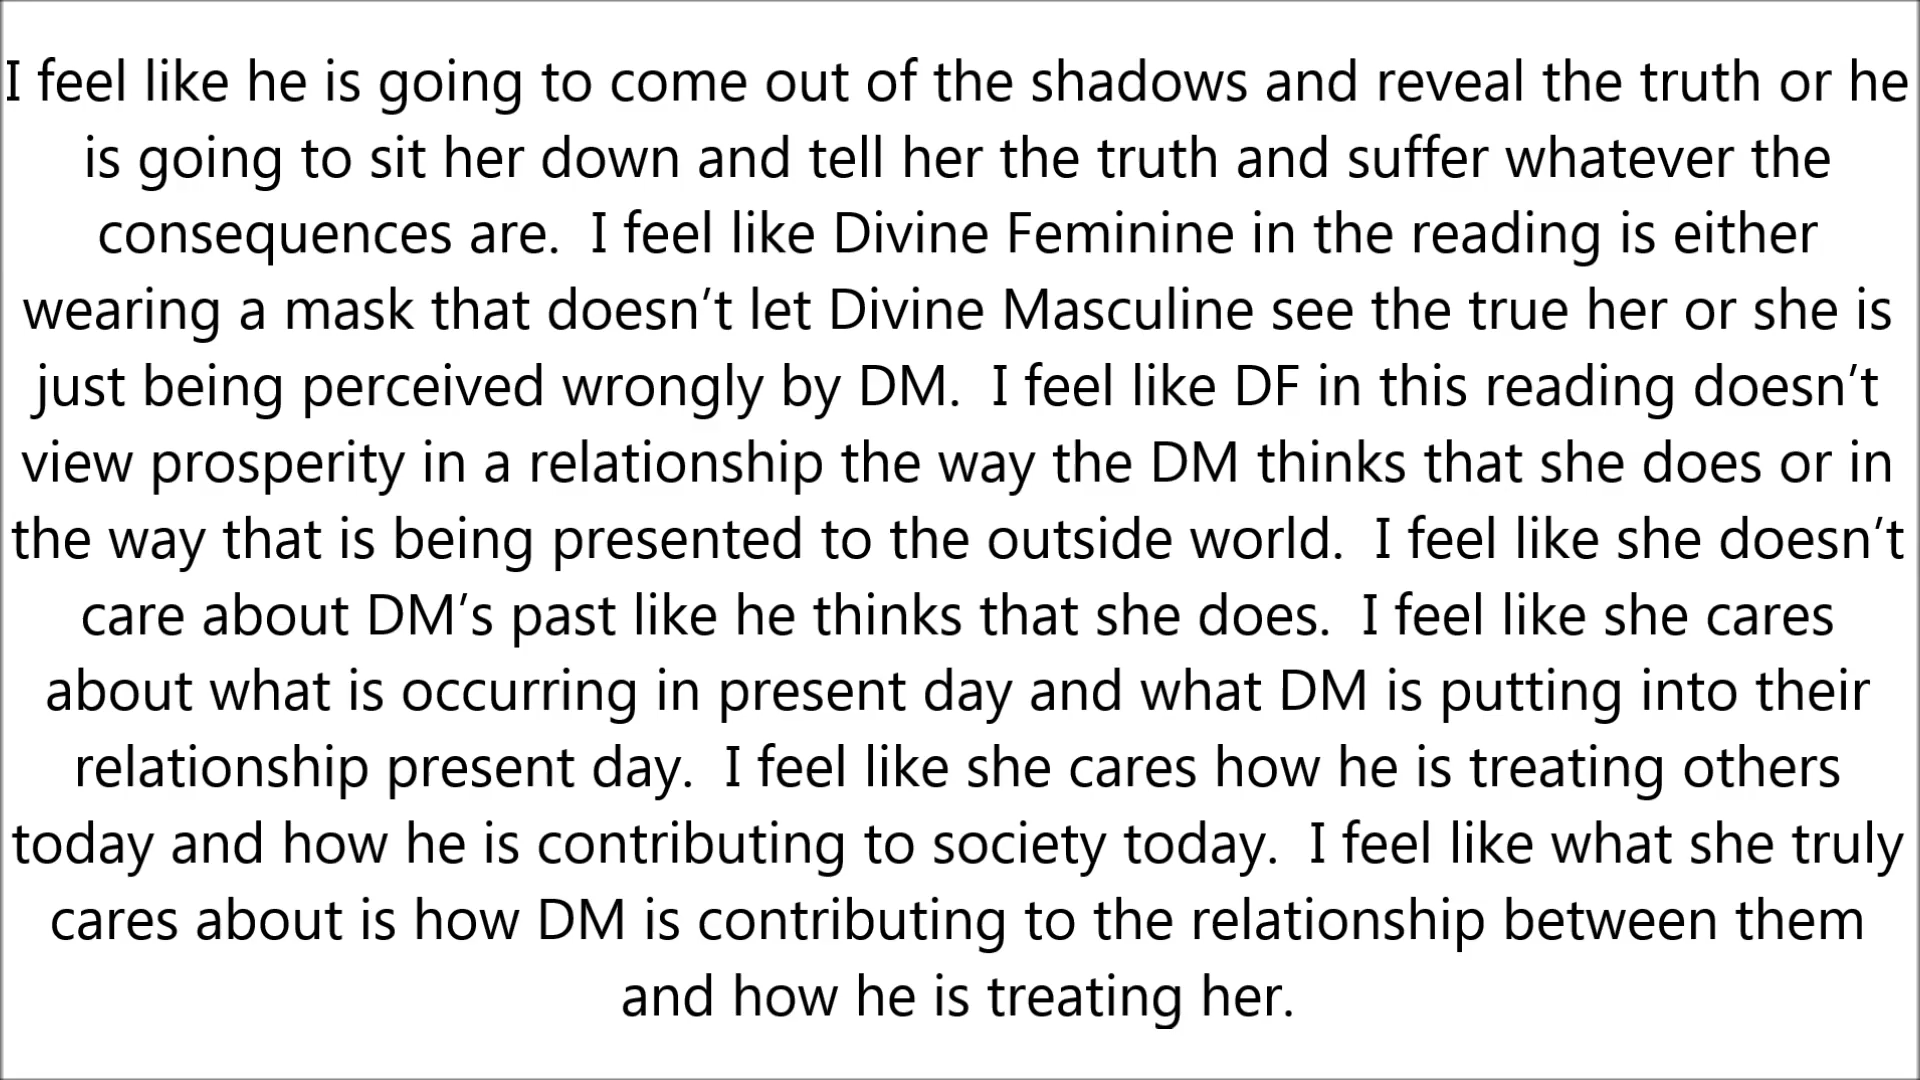 I feel like he is going to come out of the shadows and reveal the truth or he
is going to sit her down and tell her the truth and suffer whatever the
consequences are.  I feel like Divine Feminine in the reading is either
wearing a mask that doesn’t let Divine Masculine see the true her or she is
just being perceived wrongly by DM.  I feel like DF in this reading doesn’t
view prosperity in a relationship the way the DM thinks that she does or in
the way that is being presented to the outside world.  I feel like she doesn’t
care about DM’s past like he thinks that she does.  I feel like she cares
about what is occurring in present day and what DM is putting into their
relationship present day.  I feel like she cares how he is treating others
today and how he is contributing to society today.  I feel like what she truly
cares about is how DM is contributing to the relationship between them
and how he is treating her.